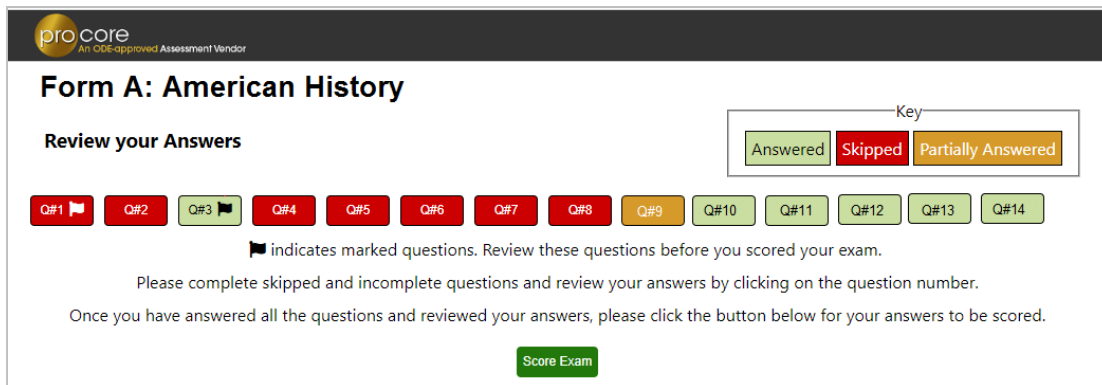 procore
An ODE-approved Assessment Vendor
Form A: American History
Key
Review your Answers
Answered Skipped Partially Answered
Q#1 Q#2 Q#3 Q#4 Q#5 Q#6 Q#7 Q#8 Q#9 Q#10 Q#11 Q#12 Q#13 Q#14
indicates marked questions. Review these questions before you scored your exam.
Please complete skipped and incomplete questions and review your answers by clicking on the question number.
Once you have answered all the questions and reviewed your answers, please click the button below for your answers to be scored.
Score Exam